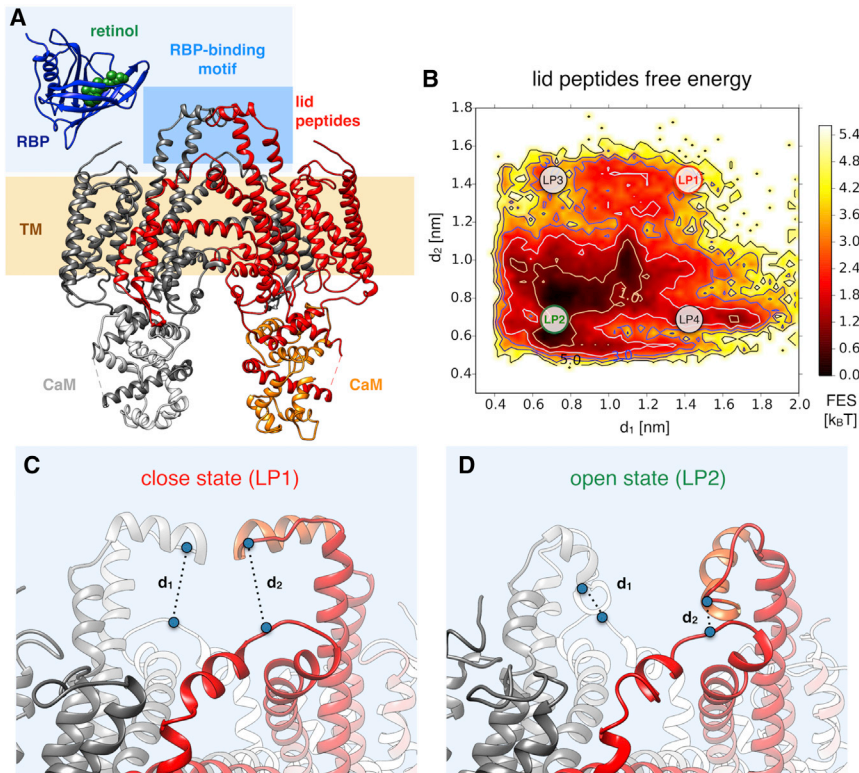 A
retinol
RBP
RBP-binding
motif
lid
peptides
TM
CaM
CaM
B
lid peptides free energy
d₂ [nm]
1.8
1.6
1.4
1.2
1.0
0.8
0.6
0.4
LP3
LP1
LP2
LP4
1.6
5.0
0.4 0.6 0.8 1.0 1.2 1.4 1.6 1.8 2.0
d₁ [nm]
5.4
4.8
4.2
3.6
3.0
2.4
1.8
1.2
0.6
0.0
FES
[kBT]
C
close state (LP1)
d₁
d₂
D
open state (LP2)
d₁
d₂